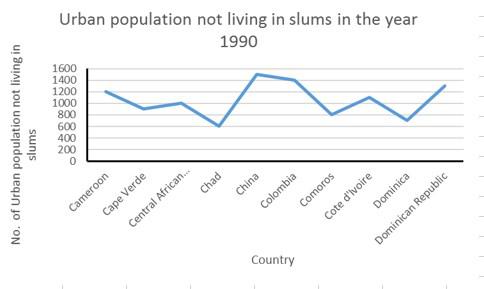 Urban population not living in slums in the year
1990
No. of Urban population not living in
slums
1600
1400
1200
1000
800
600
400
200
0
Cameroon
Cape Verde
Central African...
Chad
China
Colombia
Comoros
Cote d'Ivoire
Dominica
Dominican Republic
Country